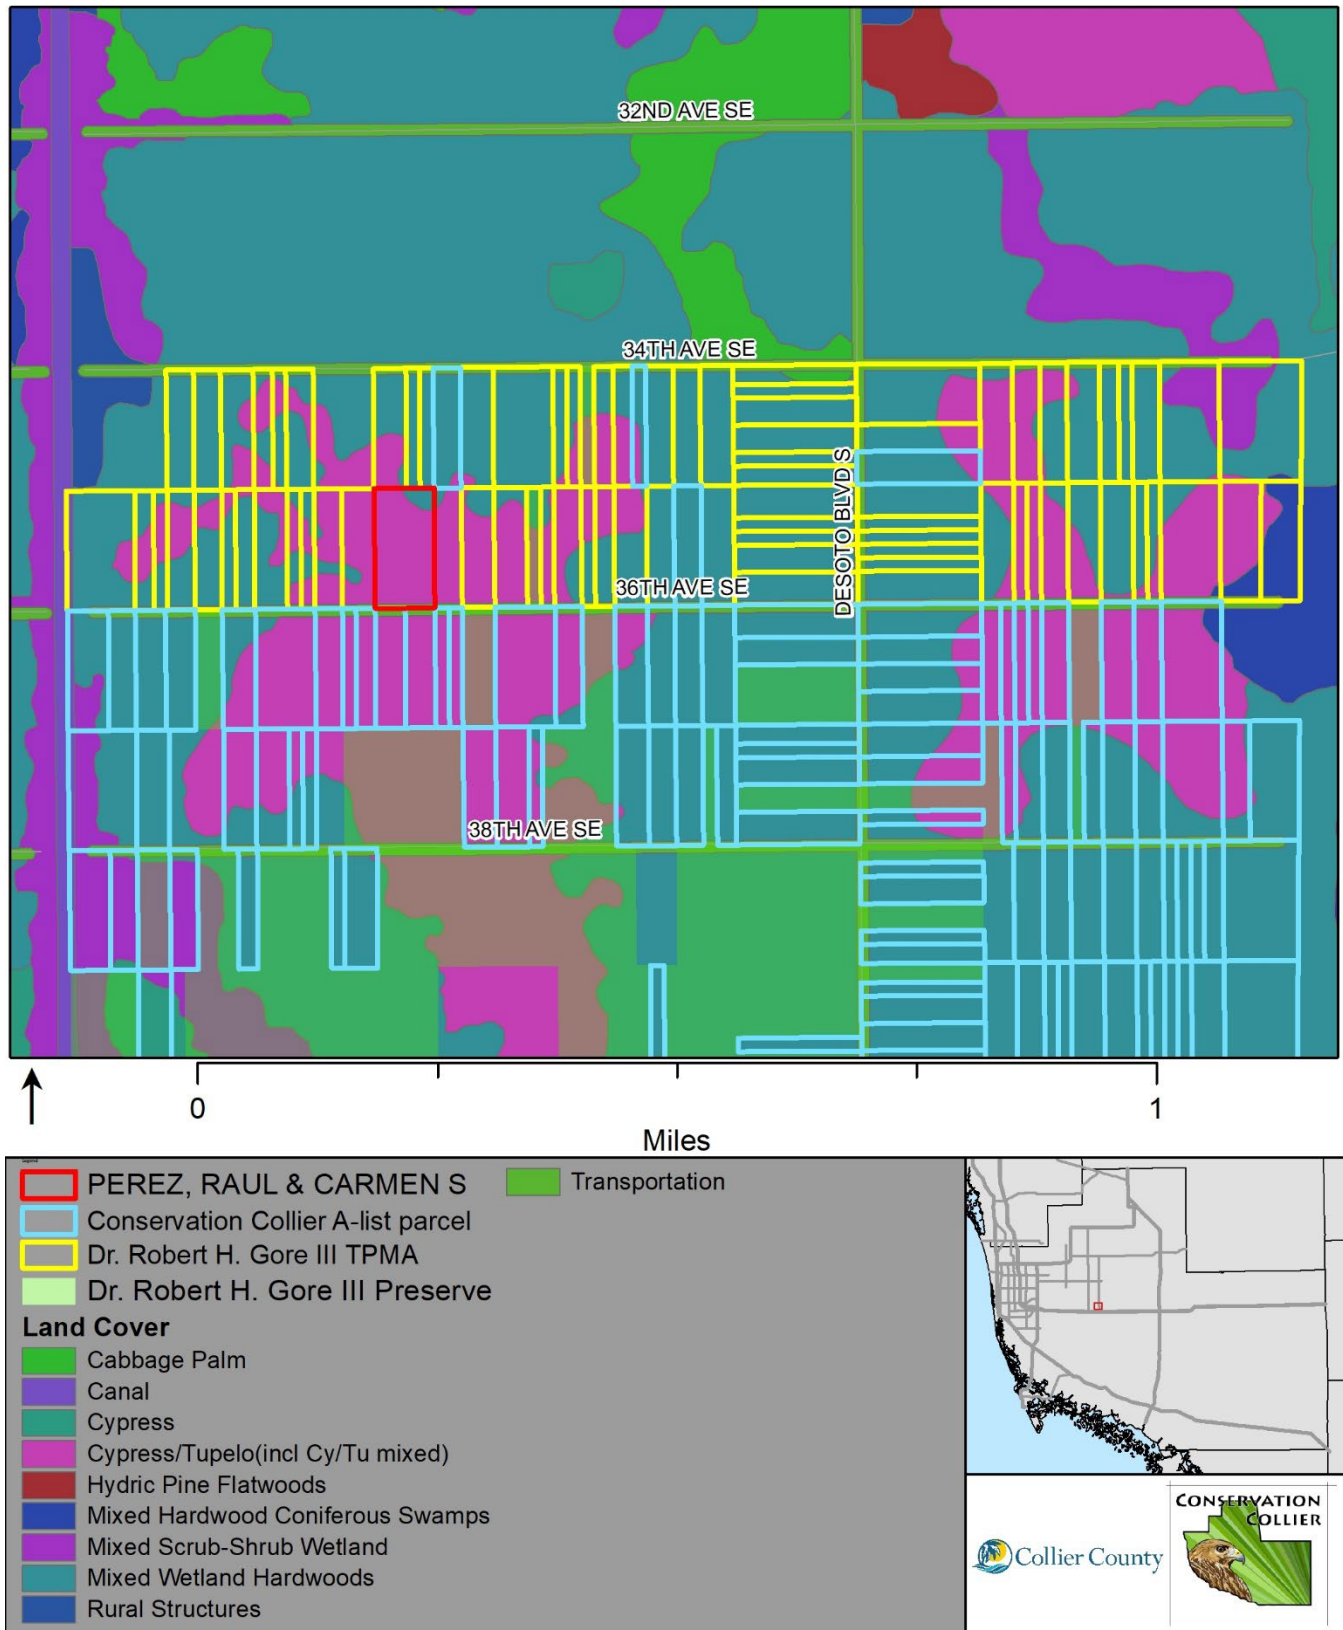 32ND AVE SE
34TH AVE SE
DESOTO BLVD S
36TH AVE SE
38TH AVE SE
0
1
Miles
Legend
PEREZ, RAUL & CARMEN S
Transportation
Conservation Collier A-list parcel
Dr. Robert H. Gore III TPMA
Dr. Robert H. Gore III Preserve
Land Cover
Cabbage Palm
Canal
Cypress
Cypress/Tupelo(incl Cy/Tu mixed)
Hydric Pine Flatwoods
Mixed Hardwood Coniferous Swamps
Mixed Scrub-Shrub Wetland
Mixed Wetland Hardwoods
Rural Structures
Collier County
CONSERVATION
COLLIER